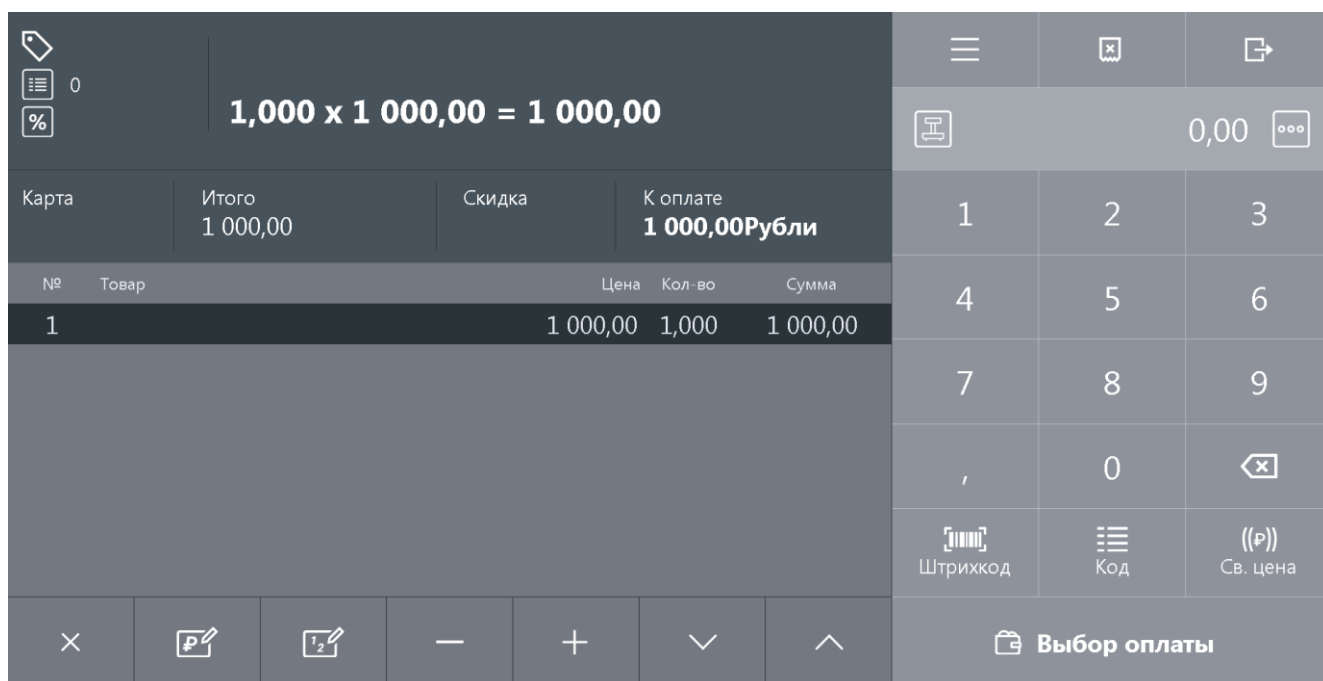 0
%
1,000 x 1 000,00 = 1 000,00
Карта Итого Скидка К оплате
1 000,00 1 000,00Рубли
№ Товар Цена Кол-во Сумма
1 1 000,00 1,000 1 000,00
0,00
1 2 3
4 5 6
7 8 9
, 0
Штрихкод Код Св. цена
Выбор оплаты